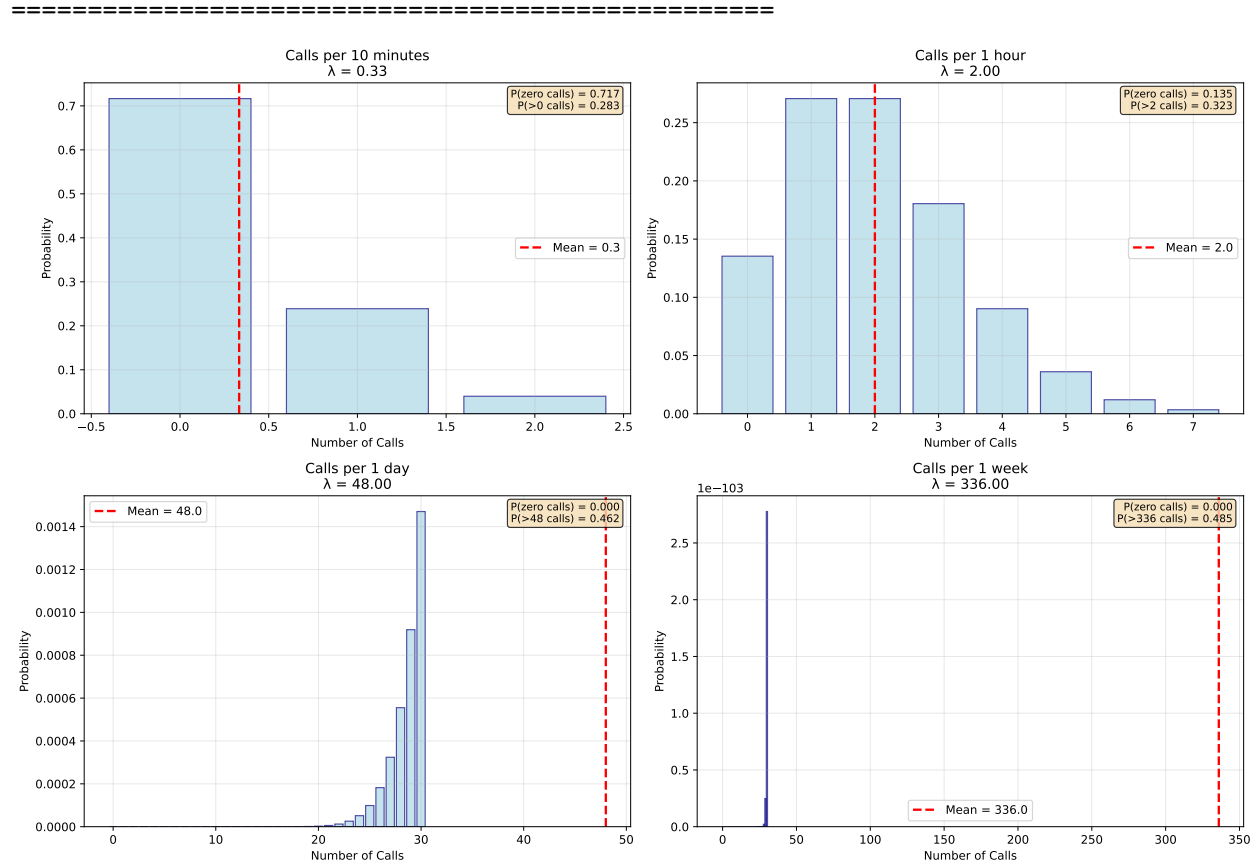 =====================================================
Calls per 10 minutes
λ = 0.33
P(zero calls) = 0.717
P(>0 calls) = 0.283
Mean = 0.3
Probability
0.7
0.6
0.5
0.4
0.3
0.2
0.1
0.0
−0.5 0.0 0.5 1.0 1.5 2.0 2.5
Number of Calls
Calls per 1 hour
λ = 2.00
P(zero calls) = 0.135
P(>2 calls) = 0.323
Mean = 2.0
Probability
0.25
0.20
0.15
0.10
0.05
0.00
0 1 2 3 4 5 6 7
Number of Calls
Calls per 1 day
λ = 48.00
Mean = 48.0
P(zero calls) = 0.000
P(>48 calls) = 0.462
Probability
0.0014
0.0012
0.0010
0.0008
0.0006
0.0004
0.0002
0.0000
0 10 20 30 40 50
Number of Calls
Calls per 1 week
λ = 336.00
1e−103
P(zero calls) = 0.000
P(>336 calls) = 0.485
Mean = 336.0
Probability
2.5
2.0
1.5
1.0
0.5
0.0
0 50 100 150 200 250 300 350
Number of Calls